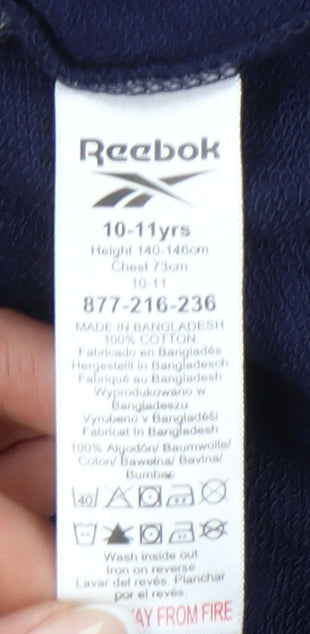 Reebok
10-11yrs
Height 140-146cm
Chest 73cm
10-11
877-216-236
MADE IN BANGLADESH
100% COTTON
Fabricado en Bangladés
Hergestellt in Bangladesch
Fabriqué au Bangladesh
Wyprodukowano w
Bangladeszu
Vyrobeno v Bangladéši
Fabricat în Bangladesh
100% Algodón/ Baumwolle/
Coton/ Bawełna/ Bavlna/
Bumbac
40
Wash inside out
Iron on reverse
Lavar del revés. Planchar
por el revés.
FROM FIRE